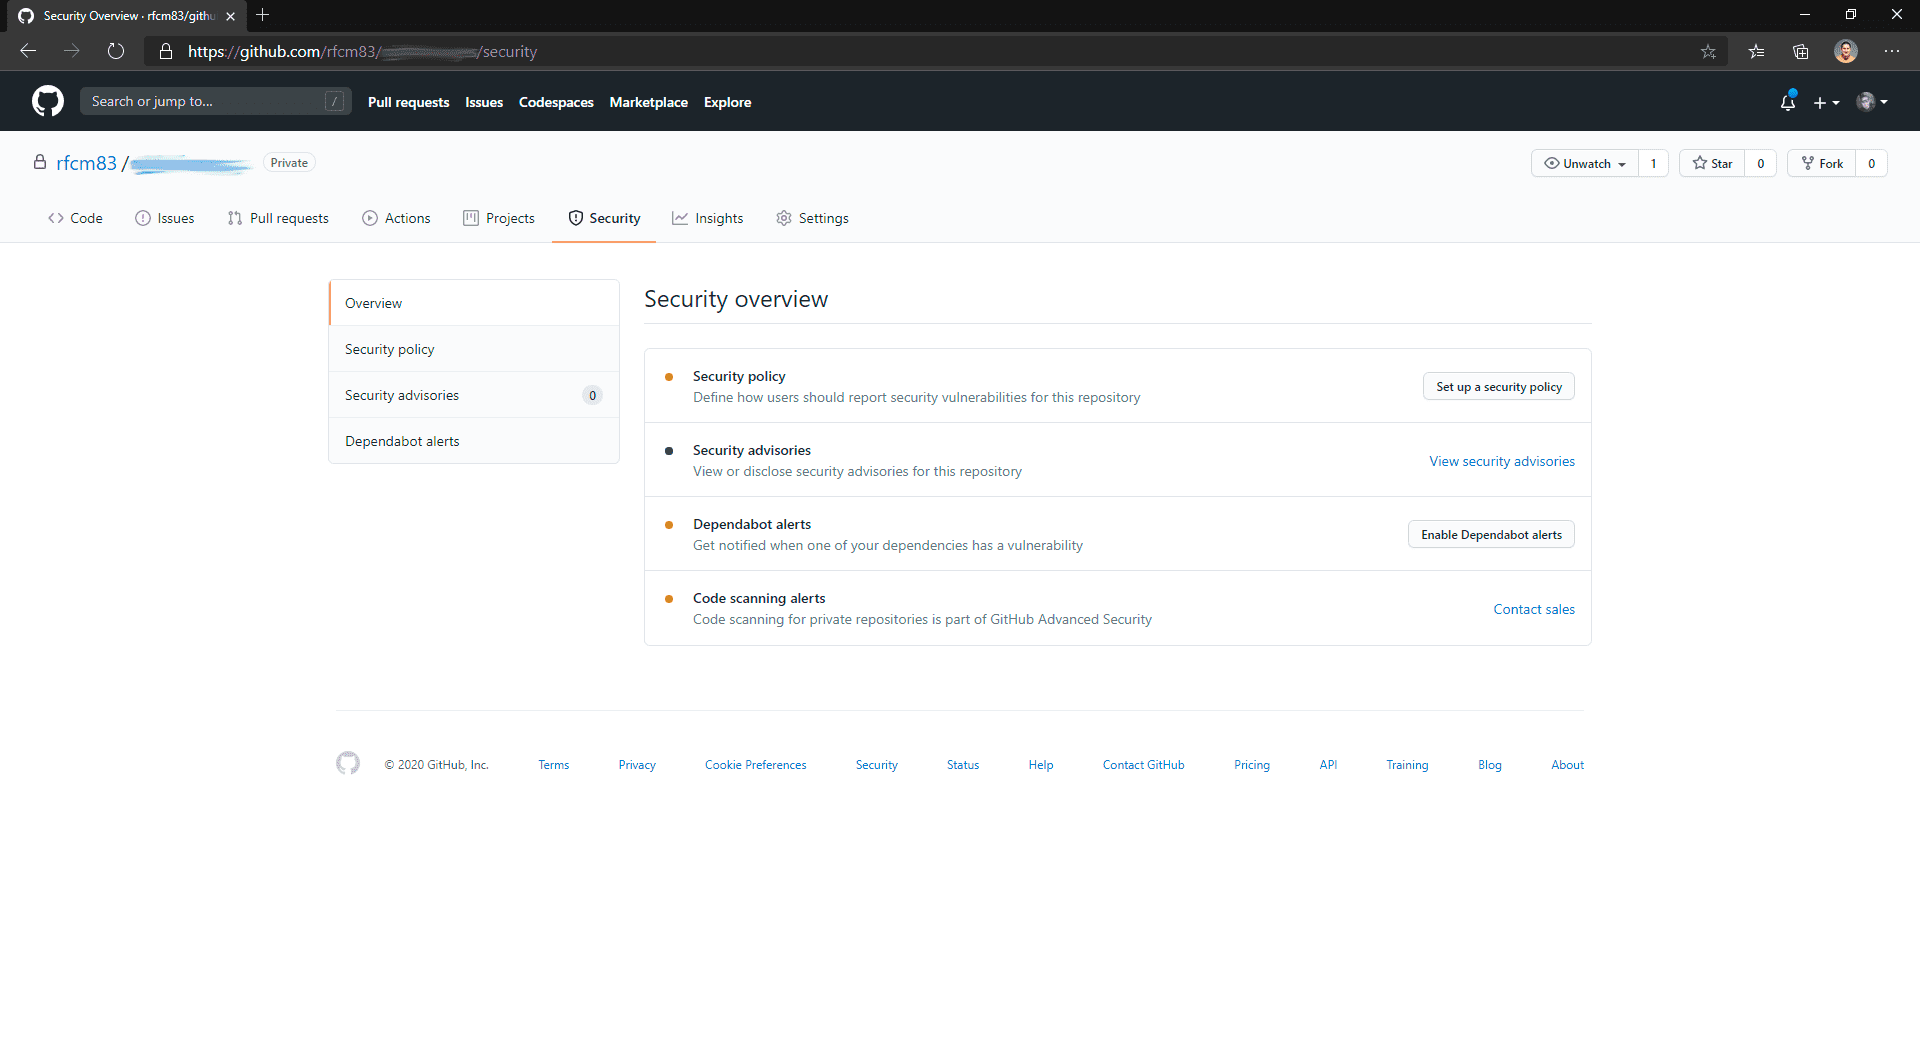 Security Overview · rfcm83/githu
https://github.com/rfcm83/ /security
Search or jump to... /
Pull requests Issues Codespaces Marketplace Explore
rfcm83 / Private
Unwatch 1 Star 0 Fork 0
Code Issues Pull requests Actions Projects Security Insights Settings
Overview
Security policy
Security advisories 0
Dependabot alerts
Security overview
Security policy
Define how users should report security vulnerabilities for this repository
Set up a security policy
Security advisories
View or disclose security advisories for this repository
View security advisories
Dependabot alerts
Get notified when one of your dependencies has a vulnerability
Enable Dependabot alerts
Code scanning alerts
Code scanning for private repositories is part of GitHub Advanced Security
Contact sales
© 2020 GitHub, Inc. Terms Privacy Cookie Preferences Security Status Help Contact GitHub Pricing API Training Blog About